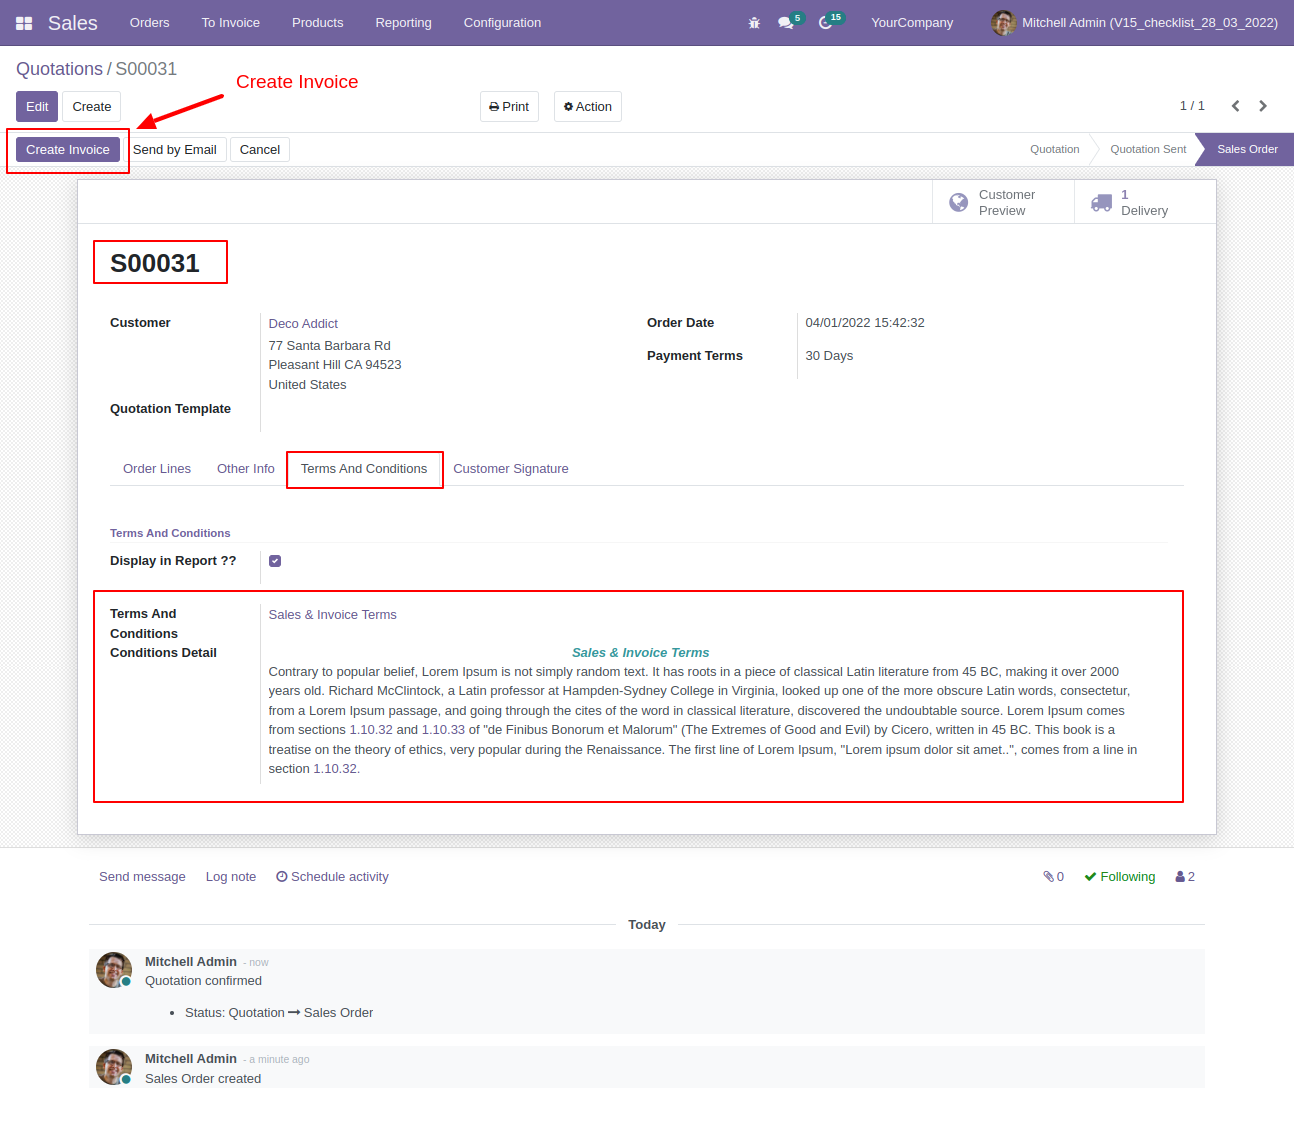 Sales Orders To Invoice Products Reporting Configuration 5 15 YourCompany Mitchell Admin (V15_checklist_28_03_2022)
Quotations / S00031
Create Invoice
Edit Create Print Action 1 / 1
Create Invoice Send by Email Cancel Quotation Quotation Sent Sales Order
Customer Preview
1 Delivery
S00031
Customer
Deco Addict
77 Santa Barbara Rd
Pleasant Hill CA 94523
United States
Quotation Template
Order Date 04/01/2022 15:42:32
Payment Terms 30 Days
Order Lines Other Info Terms And Conditions Customer Signature
Terms And Conditions
Display in Report ??
Terms And
Conditions
Sales & Invoice Terms
Conditions Detail
Sales & Invoice Terms
Contrary to popular belief, Lorem Ipsum is not simply random text. It has roots in a piece of classical Latin literature from 45 BC, making it over 2000
years old. Richard McClintock, a Latin professor at Hampden-Sydney College in Virginia, looked up one of the more obscure Latin words, consectetur,
from a Lorem Ipsum passage, and going through the cites of the word in classical literature, discovered the undoubtable source. Lorem Ipsum comes
from sections 1.10.32 and 1.10.33 of "de Finibus Bonorum et Malorum" (The Extremes of Good and Evil) by Cicero, written in 45 BC. This book is a
treatise on the theory of ethics, very popular during the Renaissance. The first line of Lorem Ipsum, "Lorem ipsum dolor sit amet..", comes from a line in
section 1.10.32.
Send message Log note Schedule activity 0 Following 2
Today
Mitchell Admin - now
Quotation confirmed
• Status: Quotation → Sales Order
Mitchell Admin - a minute ago
Sales Order created